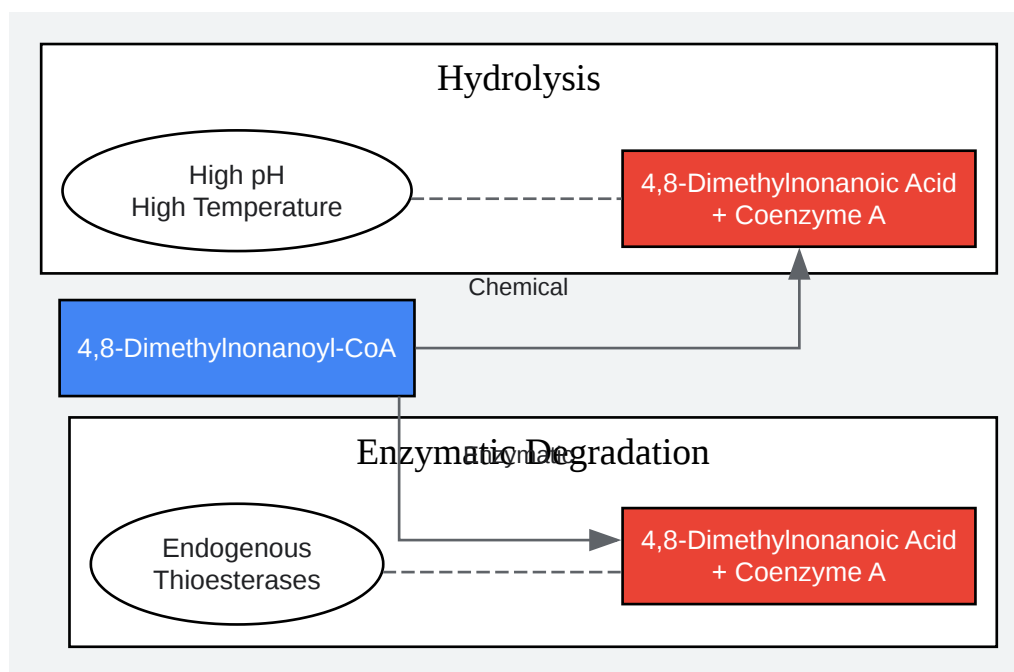 Hydrolysis
High pH
High Temperature
4,8-Dimethylnonanoic Acid
+ Coenzyme A
Chemical
4,8-Dimethylnonanoyl-CoA
Enzymatic Degradation
Enzymatic
Endogenous
Thioesterases
4,8-Dimethylnonanoic Acid
+ Coenzyme A